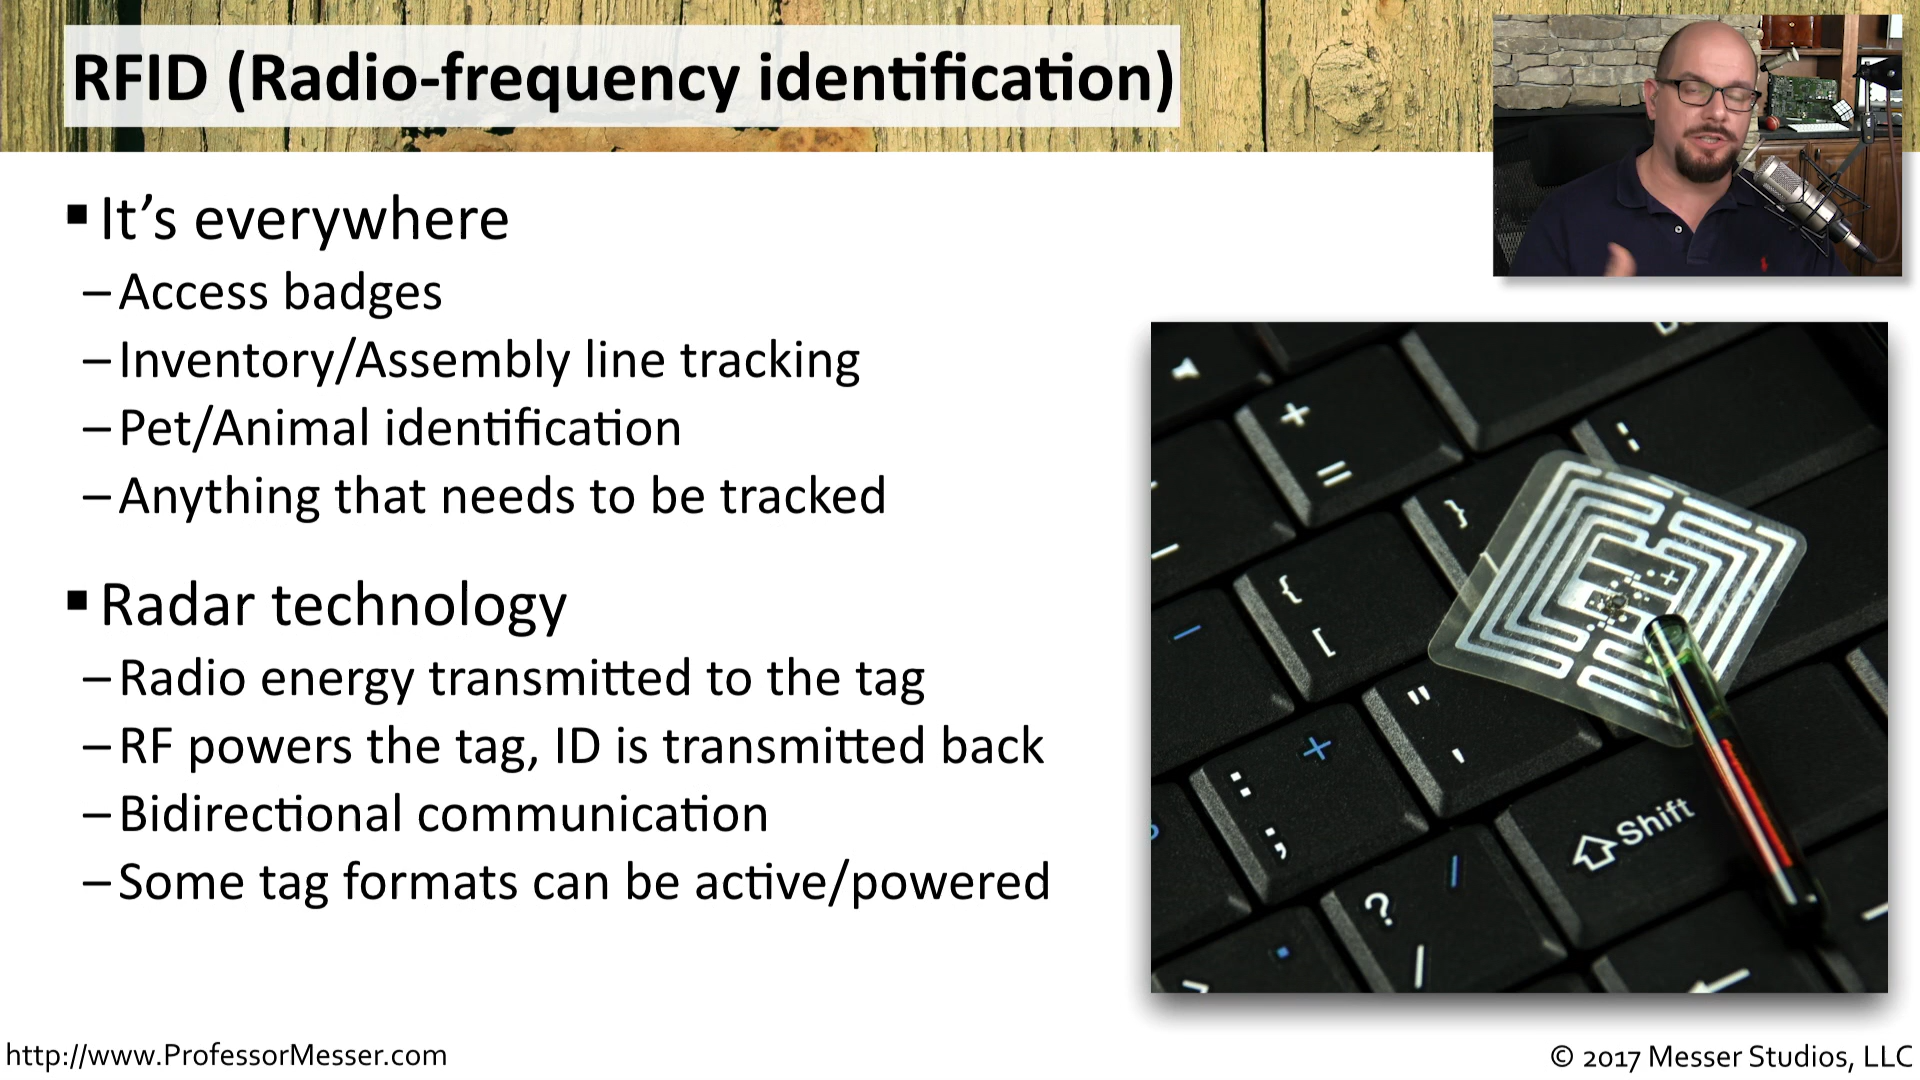 RFID (Radio-frequency identification)
▪ It’s everywhere
– Access badges
– Inventory/Assembly line tracking
– Pet/Animal identification
– Anything that needs to be tracked
▪ Radar technology
– Radio energy transmitted to the tag
– RF powers the tag, ID is transmitted back
– Bidirectional communication
– Some tag formats can be active/powered
+
=
}
{
[
"
'
:
;
+
Shift
?
/
http://www.ProfessorMesser.com
© 2017 Messer Studios, LLC